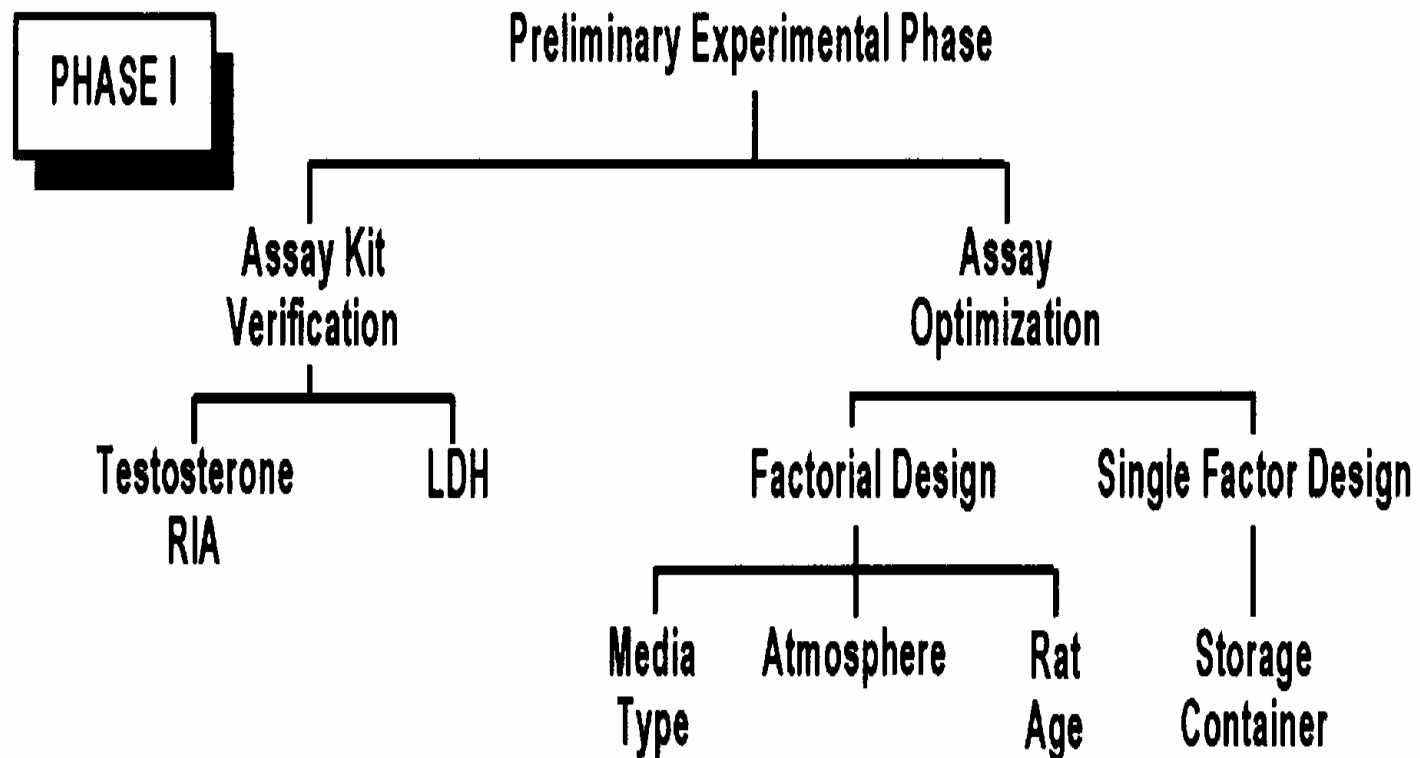 PHASE I
Preliminary Experimental Phase
Assay Kit
Verification
Assay
Optimization
Testosterone
RIA
LDH
Factorial Design
Single Factor Design
Media
Type
Atmosphere
Rat
Age
Storage
Container